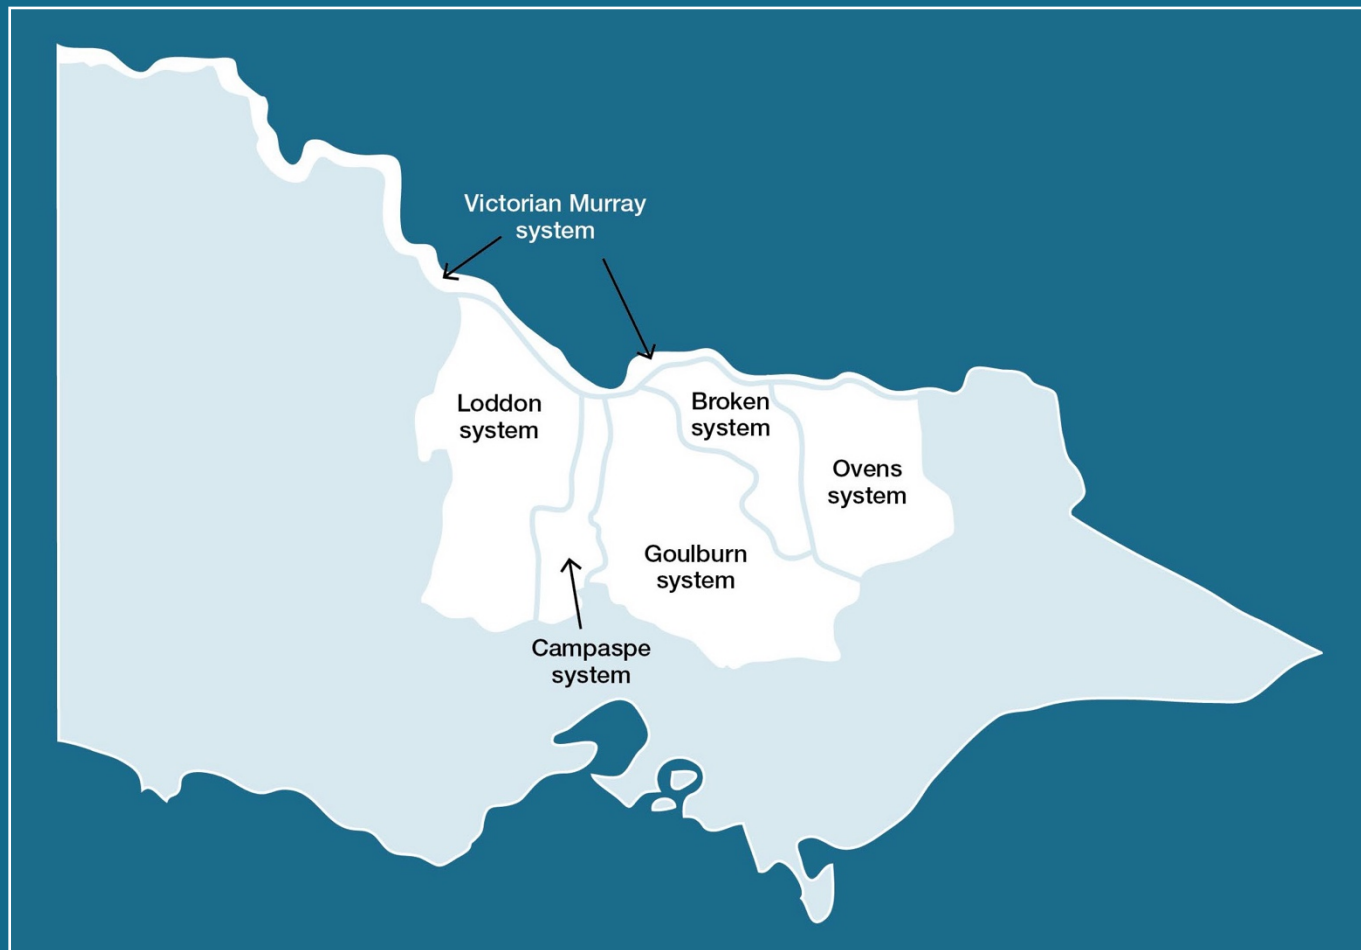 Victorian Murray
system
Loddon
system
Broken
system
Ovens
system
Goulburn
system
Campaspe
system